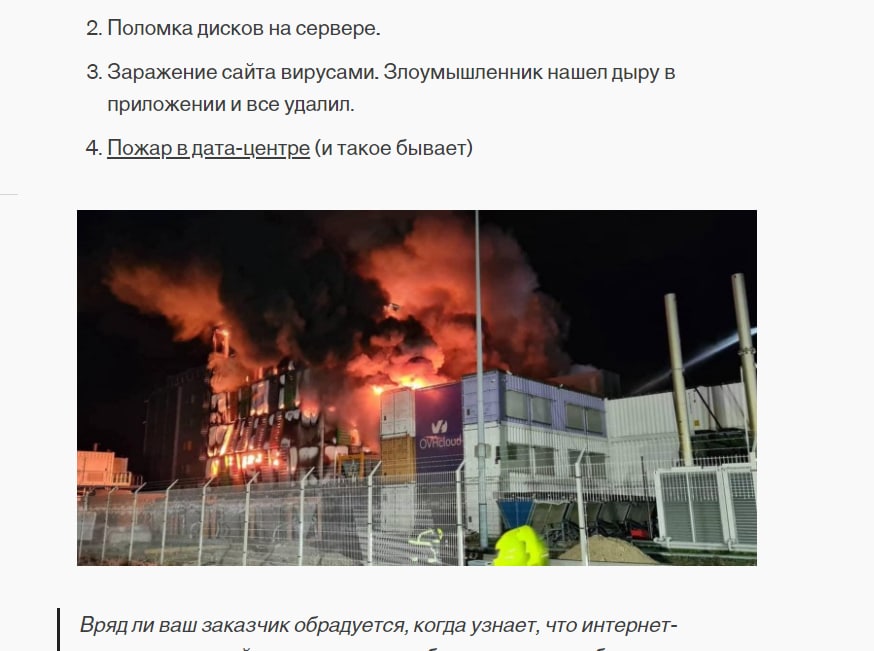 2. Поломка дисков на сервере.
3. Заражение сайта вирусами. Злоумышленник нашел дыру в
приложении и все удалил.
4. Пожар в дата-центре (и такое бывает)
OVHcloud
Вряд ли ваш заказчик обрадуется, когда узнает, что интернет-